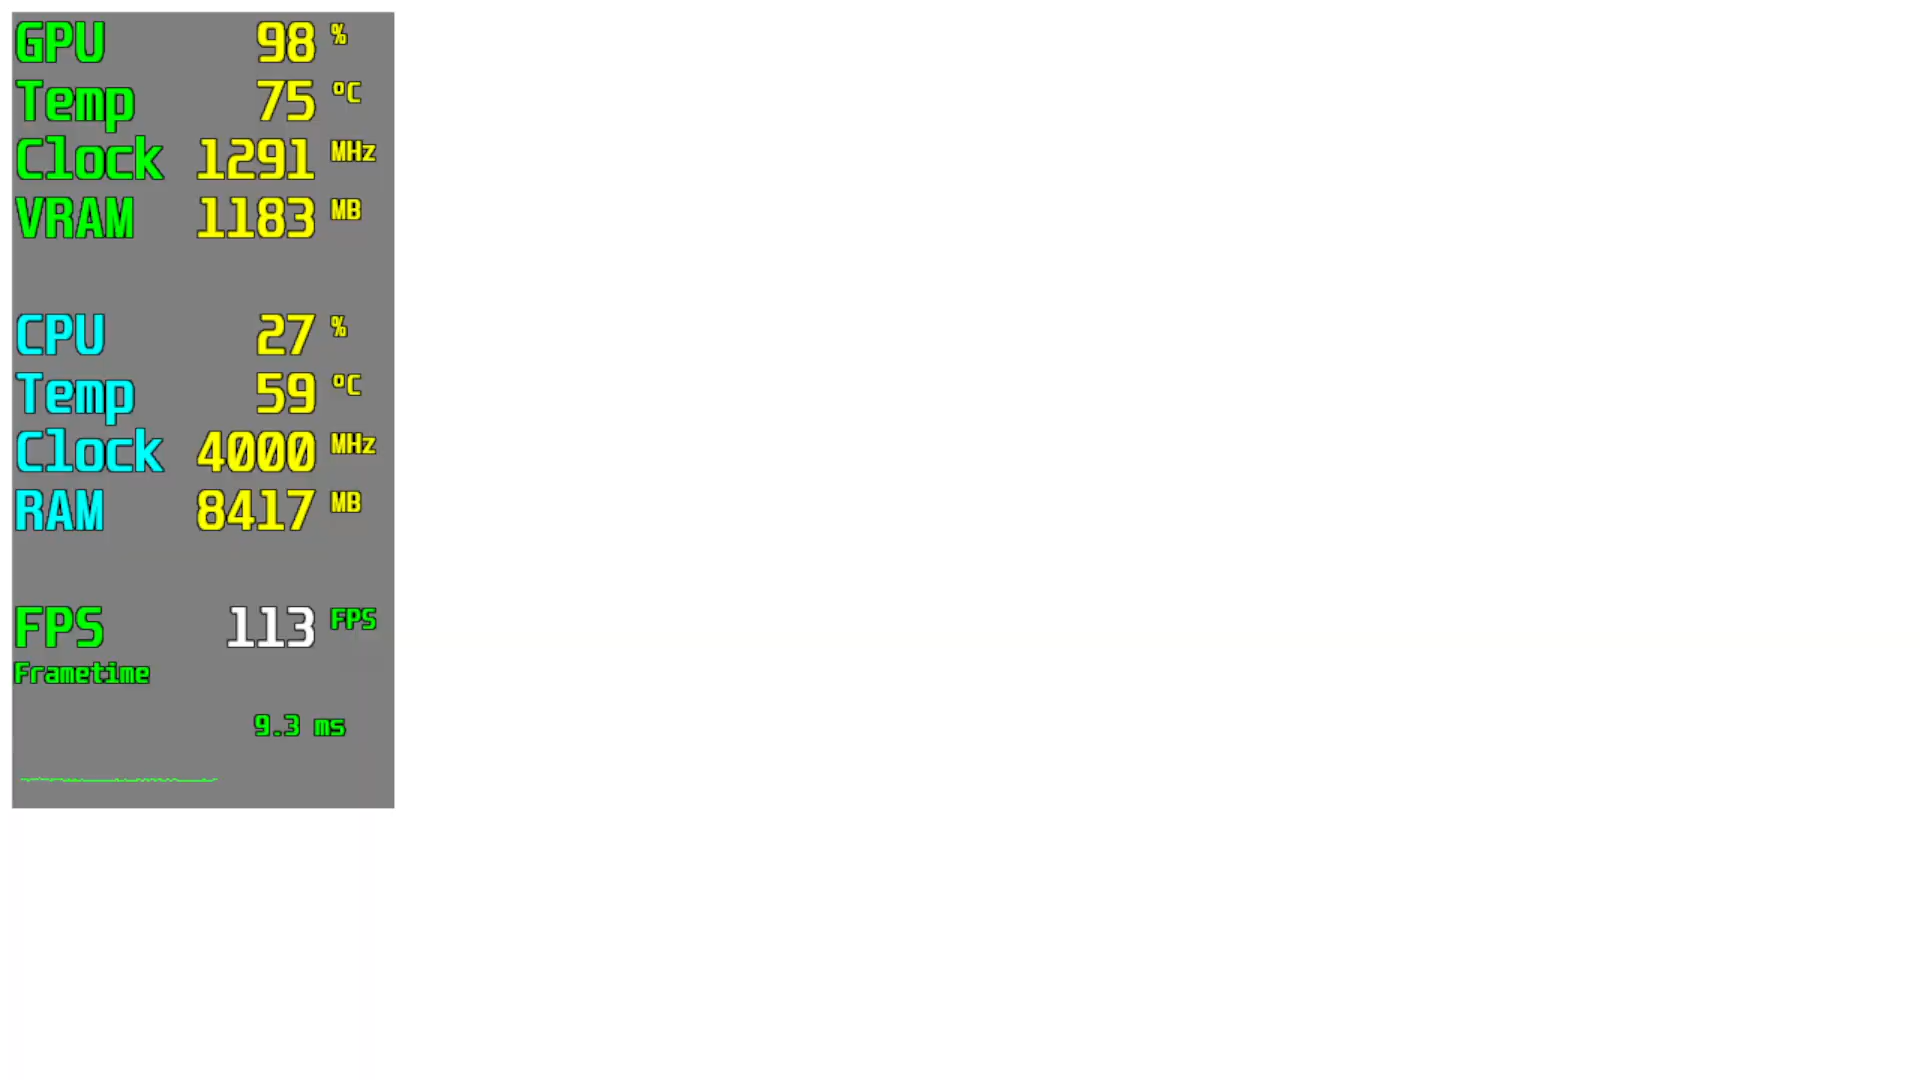 GPU 98 %
Temp 75 °C
Clock 1291 MHz
VRAM 1183 MB
CPU 27 %
Temp 59 °C
Clock 4000 MHz
RAM 8417 MB
FPS 113 FPS
Frametime
9.3 ms